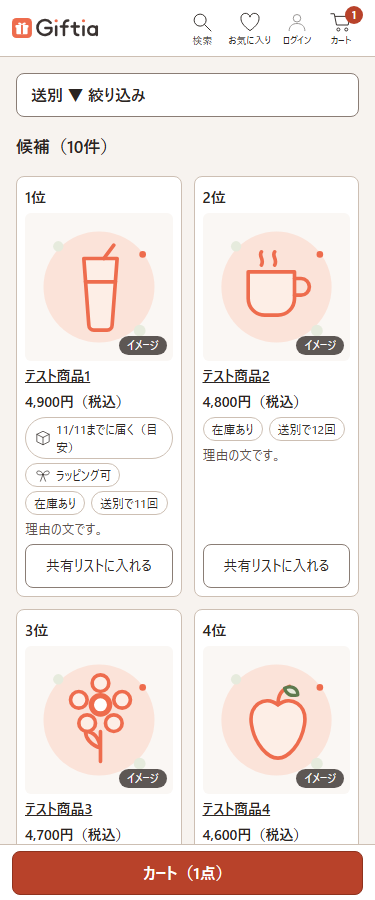 Giftia
検索
お気に入り
ログイン
カート
1
送別 ▼ 絞り込み
候補（10件）
1位
イメージ
テスト商品1
4,900円（税込）
11/11までに届く（目
安）
ラッピング可
在庫あり
送別で11回
理由の文です。
共有リストに入れる
2位
イメージ
テスト商品2
4,800円（税込）
在庫あり
送別で12回
理由の文です。
共有リストに入れる
3位
イメージ
テスト商品3
4,700円（税込）
4位
イメージ
テスト商品4
4,600円（税込）
カート（1点）